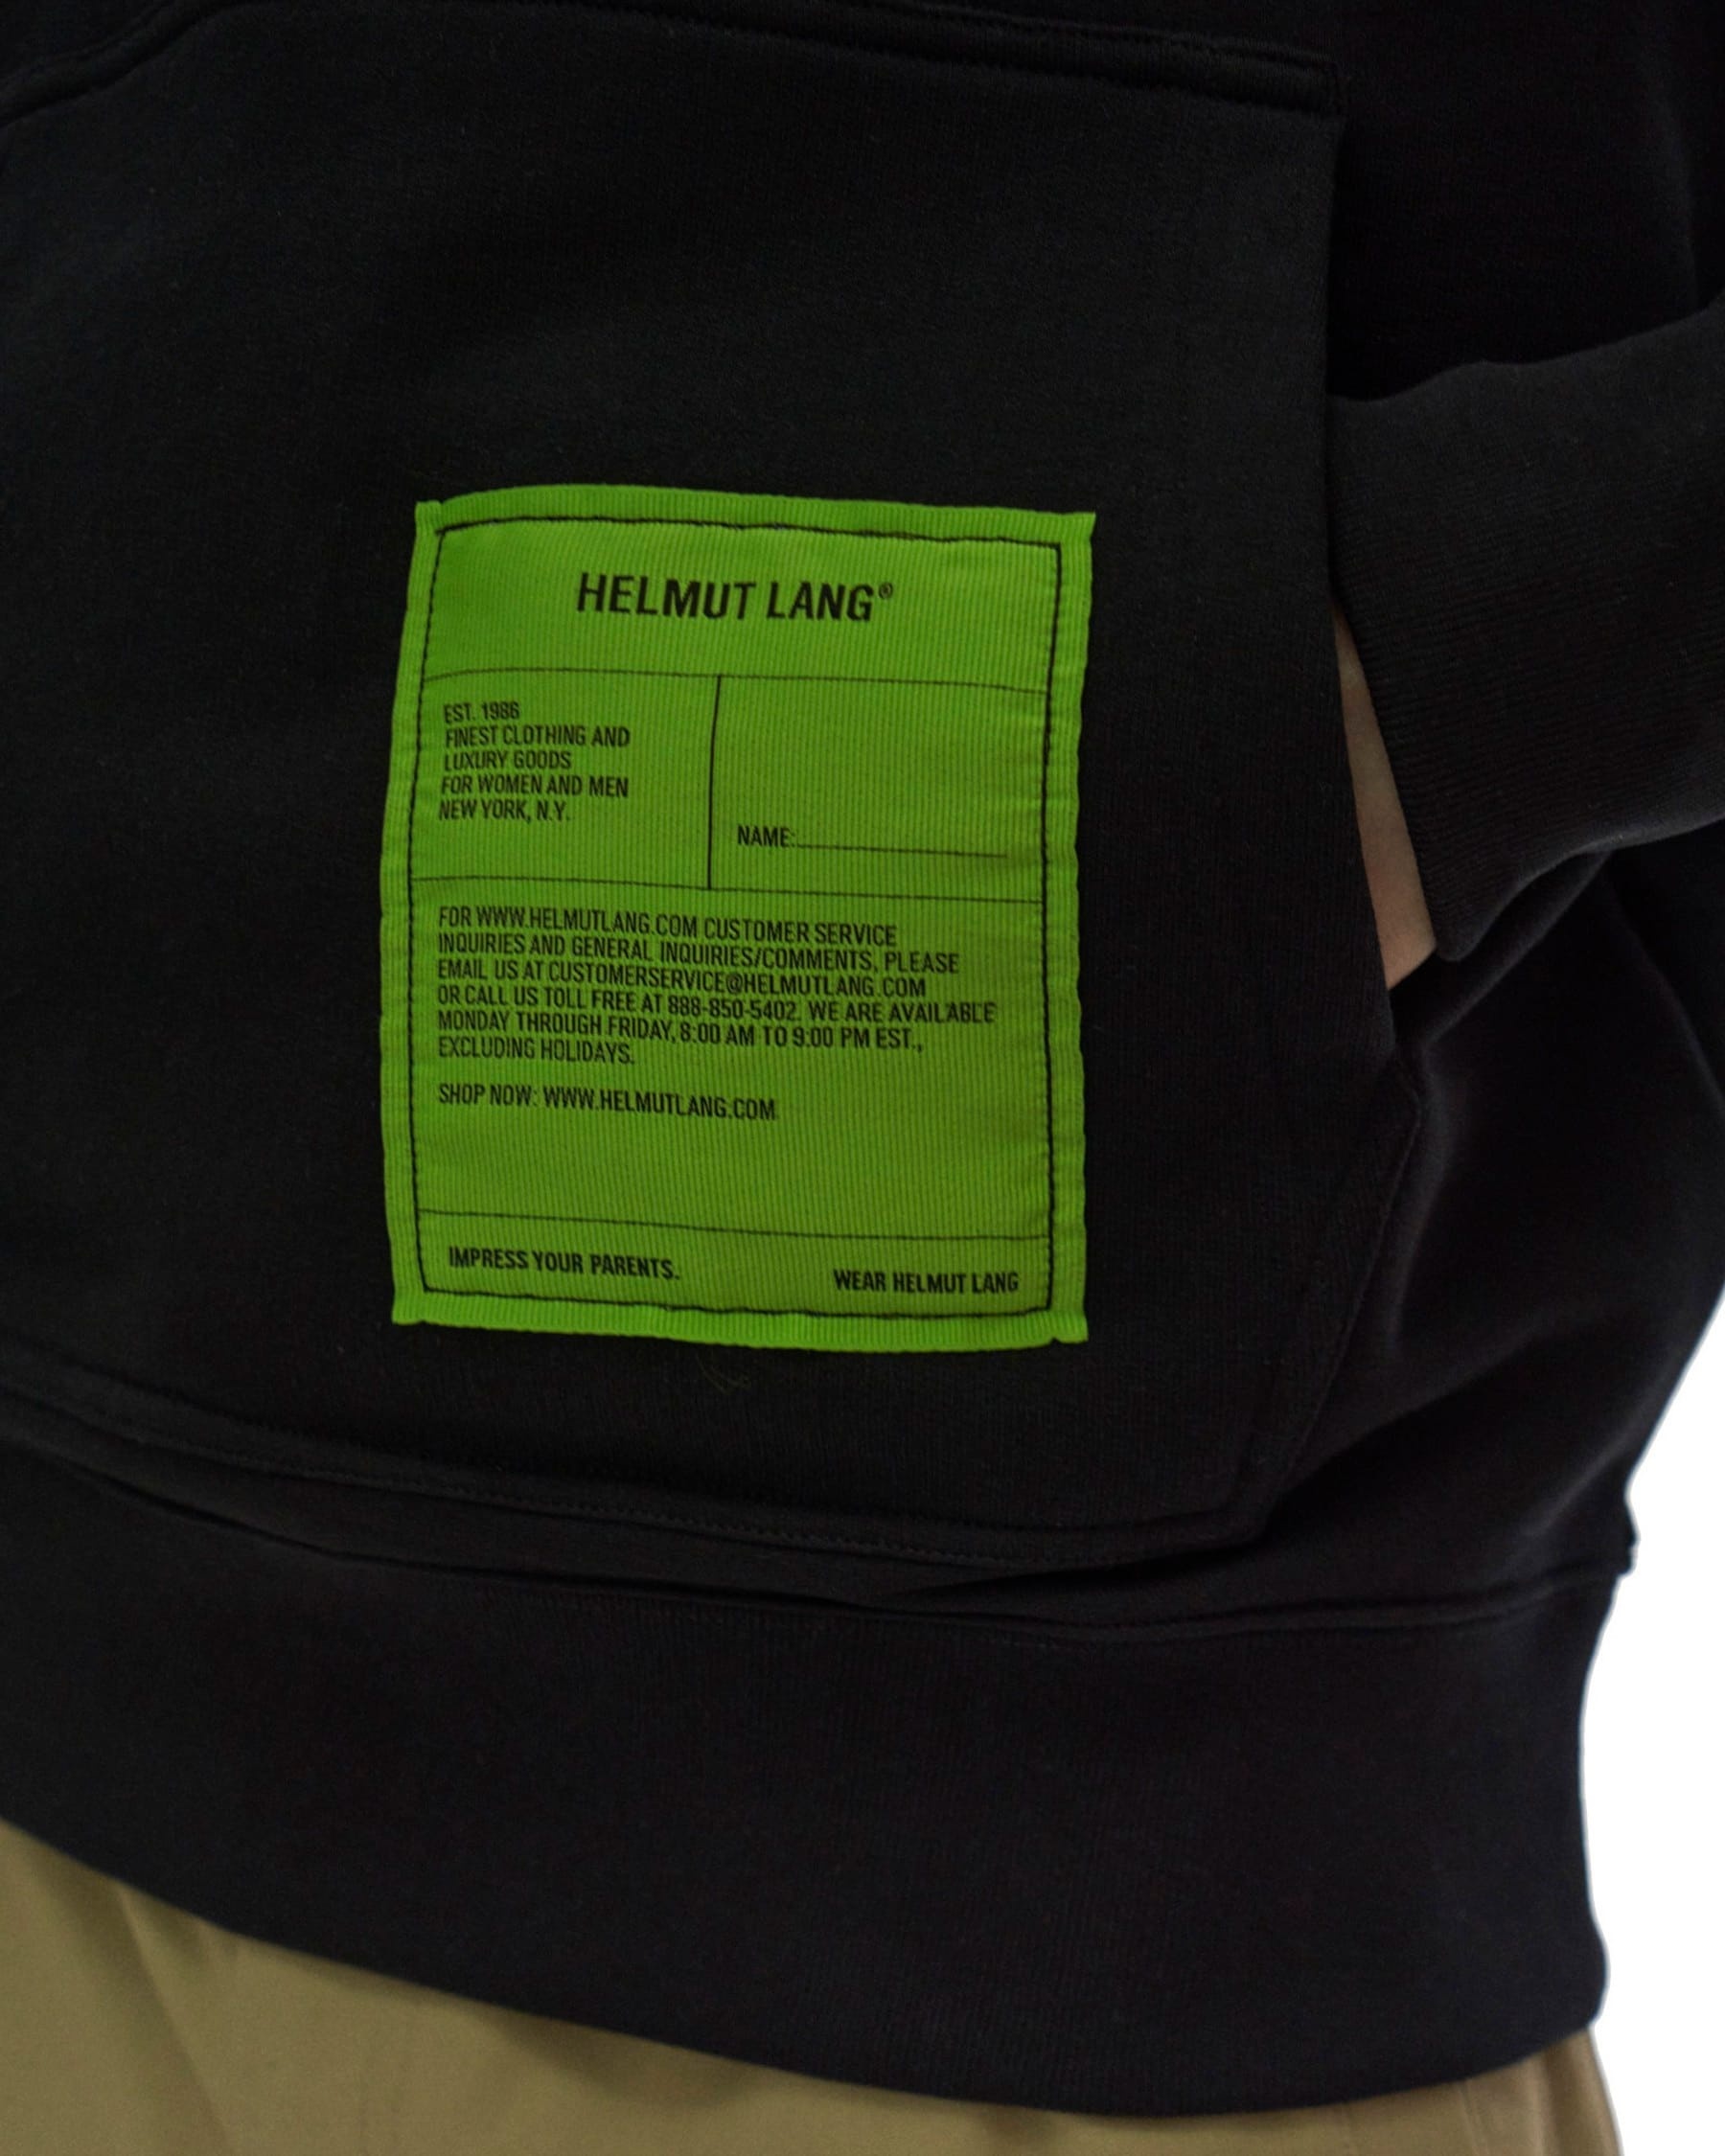 HELMUT LANG®
EST. 1986
FINEST CLOTHING AND
LUXURY GOODS
FOR WOMEN AND MEN
NEW YORK, N.Y.
NAME:
FOR WWW.HELMUTLANG.COM CUSTOMER SERVICE
INQUIRIES AND GENERAL INQUIRIES/COMMENTS, PLEASE
EMAIL US AT CUSTOMERSERVICE@HELMUTLANG.COM
OR CALL US TOLL FREE AT 888-850-5402. WE ARE AVAILABLE
MONDAY THROUGH FRIDAY, 8:00 AM TO 9:00 PM EST.,
EXCLUDING HOLIDAYS.
SHOP NOW: WWW.HELMUTLANG.COM
IMPRESS YOUR PARENTS.
WEAR HELMUT LANG